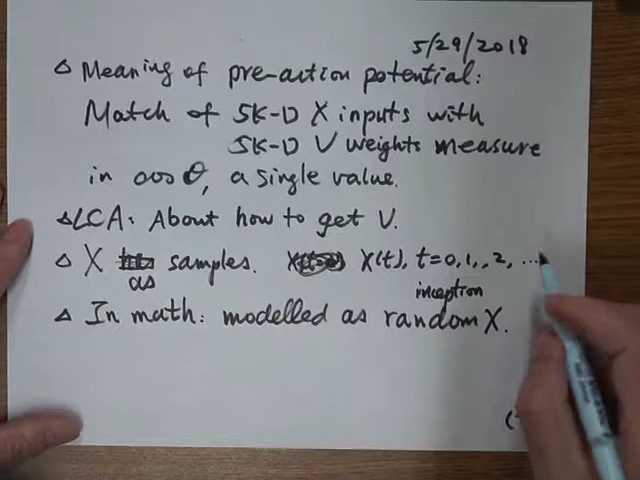 5/29/2018
△ Meaning of pre-action potential:
Match of 5K-D X inputs with
5K-D V weights measure
in cos θ, a single value.
△ LCA: About how to get V.
△ X as samples. X(t), t=0,1,,2, ...
inception
△ In math: modelled as random X.
(